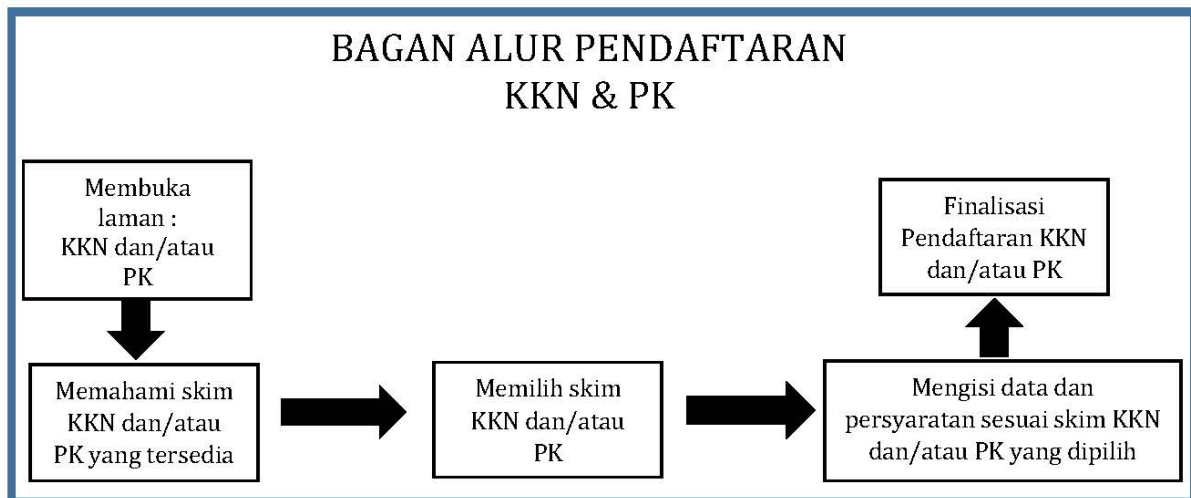 BAGAN ALUR PENDAFTARAN
KKN & PK
Membuka
laman :
KKN dan/atau
PK
Memahami skim
KKN dan/atau
PK yang tersedia
Memilih skim
KKN dan/atau
PK
Mengisi data dan
persyaratan sesuai skim KKN
dan/atau PK yang dipilih
Finalisasi
Pendaftaran KKN
dan/atau PK